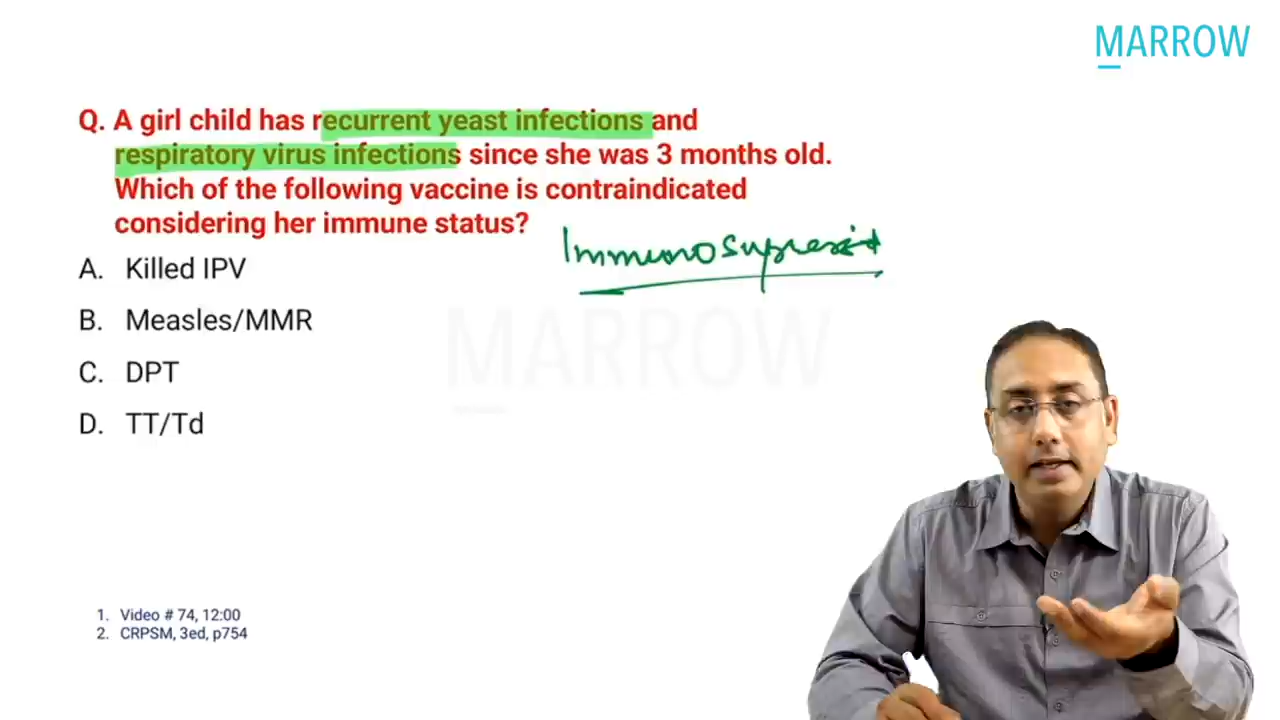 MARROW
Q. A girl child has recurrent yeast infections and
respiratory virus infections since she was 3 months old.
Which of the following vaccine is contraindicated
considering her immune status?
A. Killed IPV
B. Measles/MMR
C. DPT
D. TT/Td
MARROW
1. Video # 74, 12:00
2. CRPSM, 3ed, p754